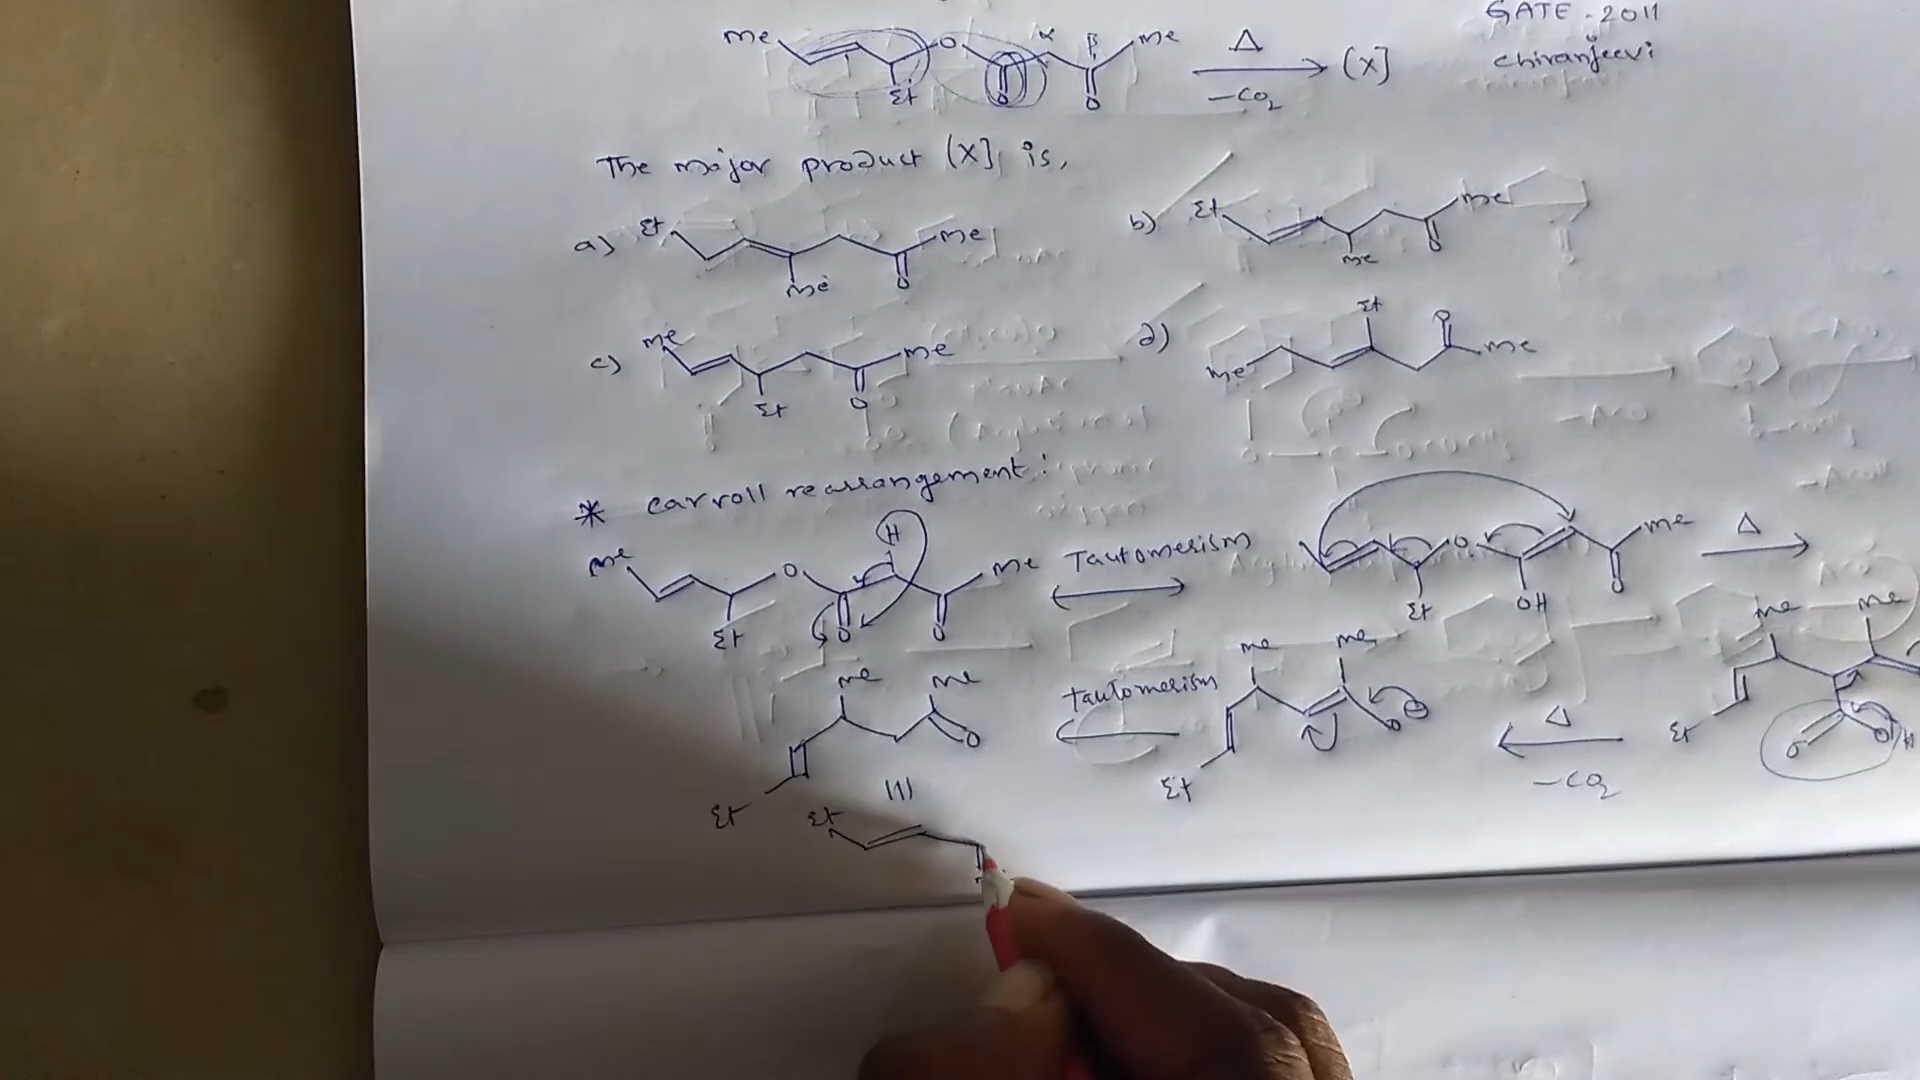 GATE - 2011
chiranjeevi
me O α β me Δ (X]
Et O O -CO2
The major product (X] is,
a) Et me me O
b) Et me me O
c) me Et me O
d) Et O me me
* carroll rearrangement:
me O H me Tautomerism O me Δ
Et O O Et OH O
me me Tautomerism me me Δ me me
Et O Et O ⊖ -CO2 Et O O H
(1)
Et